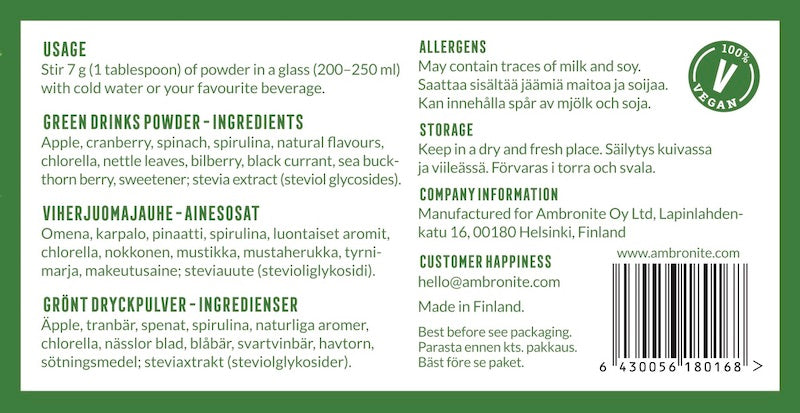 USAGE
Stir 7 g (1 tablespoon) of powder in a glass (200–250 ml)
with cold water or your favourite beverage.
GREEN DRINKS POWDER – INGREDIENTS
Apple, cranberry, spinach, spirulina, natural flavours,
chlorella, nettle leaves, bilberry, black currant, sea buck-
thorn berry, sweetener; stevia extract (steviol glycosides).
VIHERJUOMAJAUHE – AINESOSAT
Omena, karpalo, pinaatti, spirulina, luontaiset aromit,
chlorella, nokkonen, mustikka, mustaherukka, tyrni-
marja, makeutusaine; steviauute (stevioliglykosidi).
GRÖNT DRYCKPULVER – INGREDIENSER
Äpple, tranbär, spenat, spirulina, naturliga aromer,
chlorella, nässlor blad, blåbär, svartvinbär, havtorn,
sötningsmedel; steviaxtrakt (steviolglykosider).
ALLERGENS
May contain traces of milk and soy.
Saattaa sisältää jäämiä maitoa ja soijaa.
Kan innehålla spår av mjölk och soja.
100%
V
VEGAN
STORAGE
Keep in a dry and fresh place. Säilytys kuivassa
ja viileässä. Förvaras i torra och svala.
COMPANY INFORMATION
Manufactured for Ambronite Oy Ltd, Lapinlahden-
katu 16, 00180 Helsinki, Finland
CUSTOMER HAPPINESS
hello@ambronite.com
Made in Finland.
Best before see packaging.
Parasta ennen kts. pakkaus.
Bäst före se paket.
www.ambronite.com
6 430056 180168 >